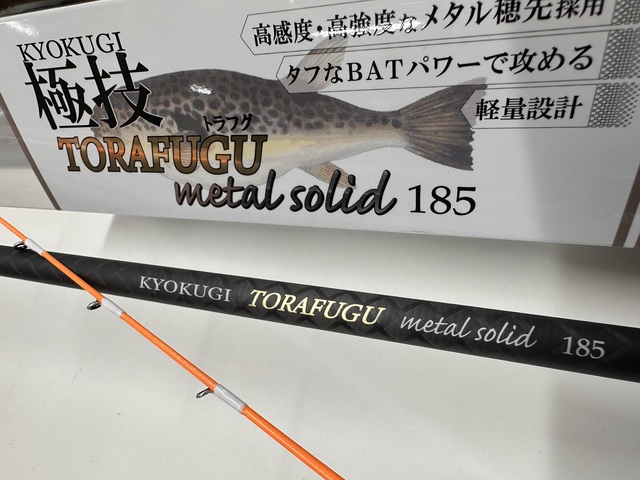 KYOKUGI
極技
高感度・高強度なメタル穂先採用
タフなBATパワーで攻める
軽量設計
トラフグ
TORAFUGU
metal solid 185
KYOKUGI TORAFUGU metal solid 185